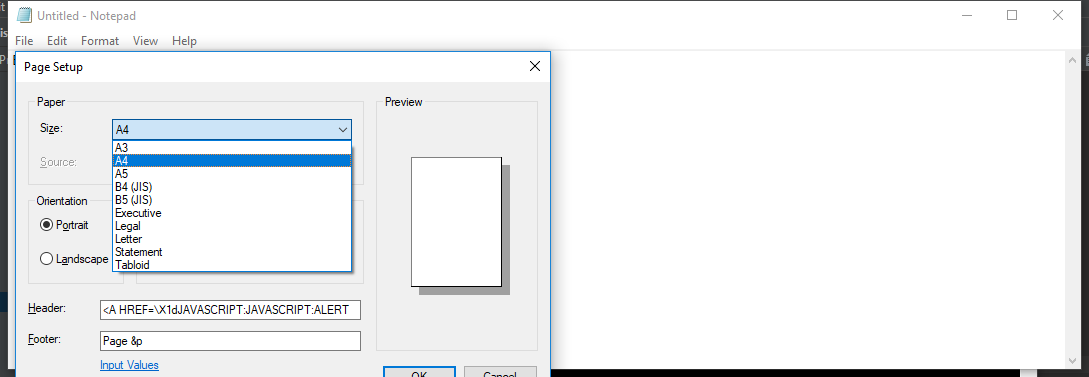 Untitled - Notepad
File Edit Format View Help
Page Setup
Paper
Preview
Size:
A4
Source:
A3
A4
A5
B4 (JIS)
B5 (JIS)
Executive
Legal
Letter
Statement
Tabloid
Orientation
Portrait
Landscape
Header:
<A HREF=\X1dJAVASCRIPT:JAVASCRIPT:ALERT
Footer:
Page &p
Input Values
OK
Cancel